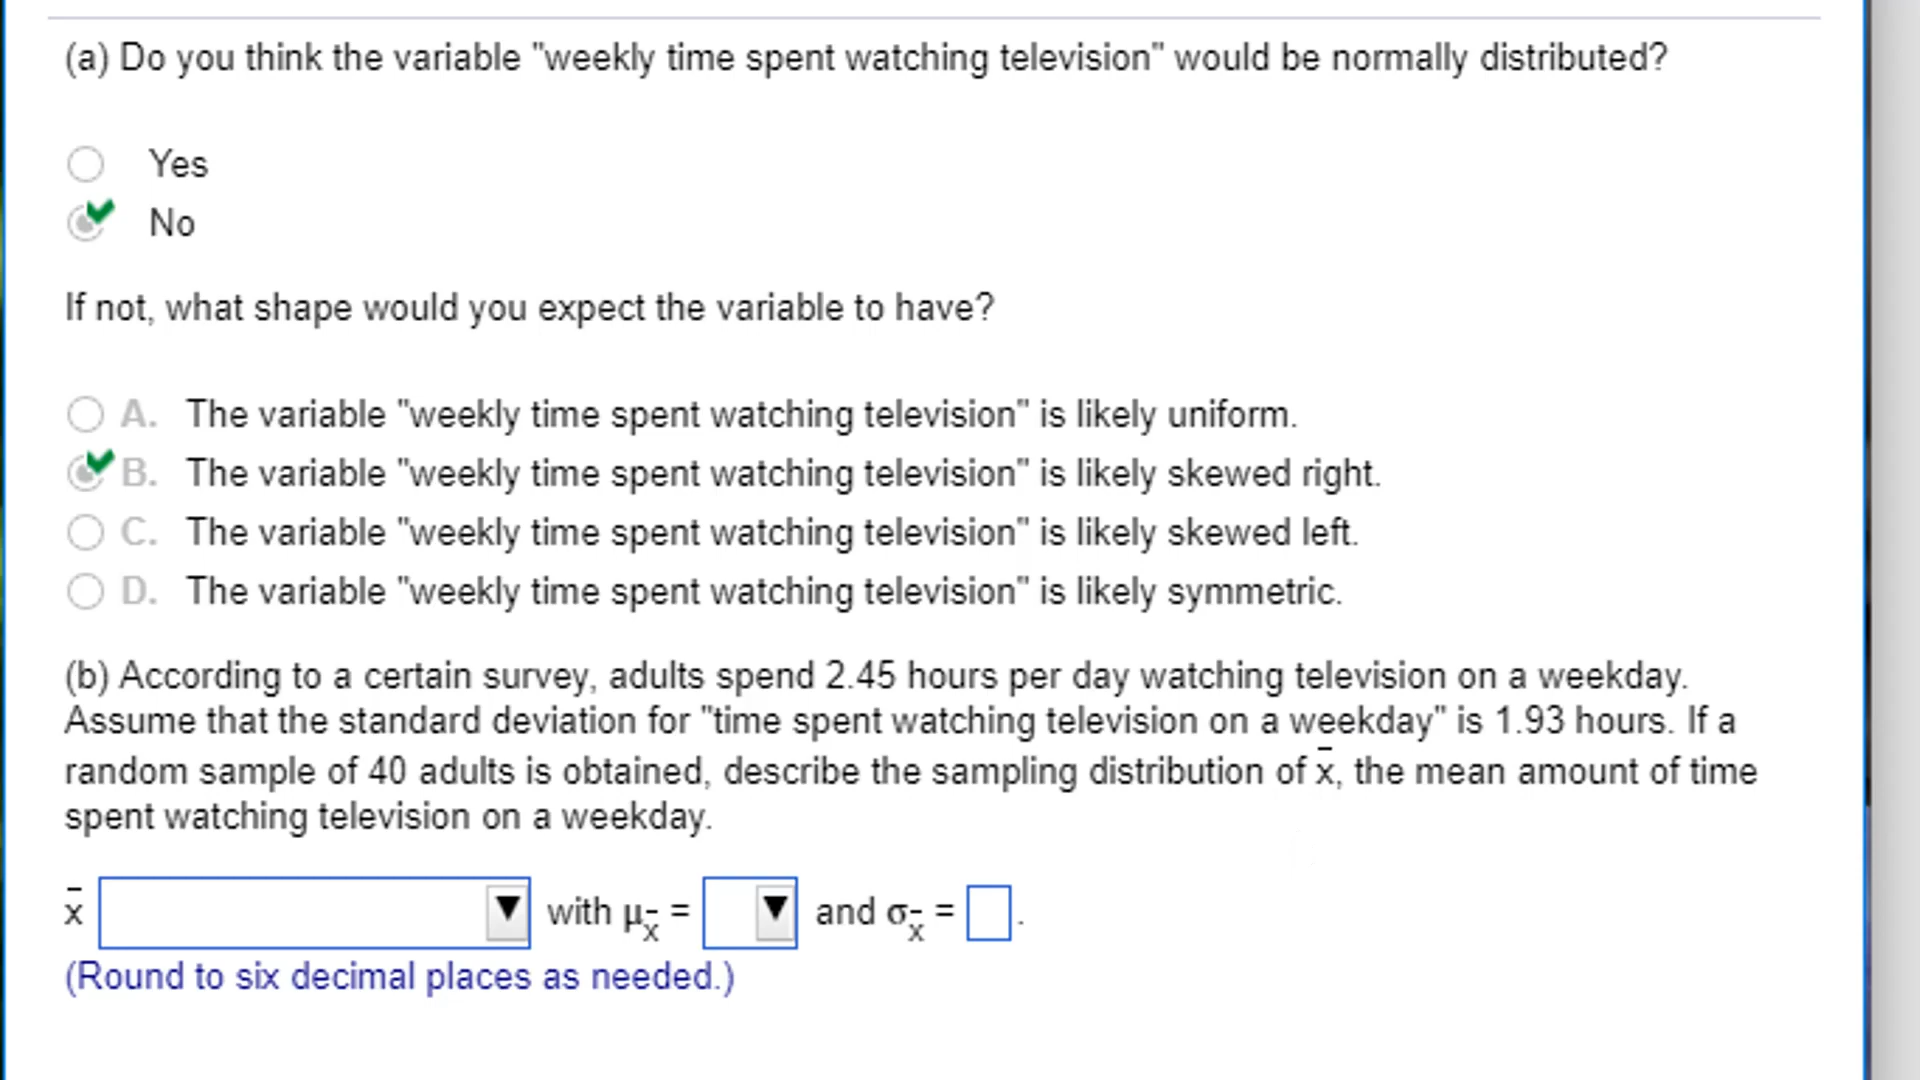 (a) Do you think the variable "weekly time spent watching television" would be normally distributed?
Yes
No
If not, what shape would you expect the variable to have?
A. The variable "weekly time spent watching television" is likely uniform.
B. The variable "weekly time spent watching television" is likely skewed right.
C. The variable "weekly time spent watching television" is likely skewed left.
D. The variable "weekly time spent watching television" is likely symmetric.
(b) According to a certain survey, adults spend 2.45 hours per day watching television on a weekday.
Assume that the standard deviation for "time spent watching television on a weekday" is 1.93 hours. If a
random sample of 40 adults is obtained, describe the sampling distribution of x̄, the mean amount of time
spent watching television on a weekday.
x̄ ▼ with μx̄ = ▼ and σx̄ = .
(Round to six decimal places as needed.)